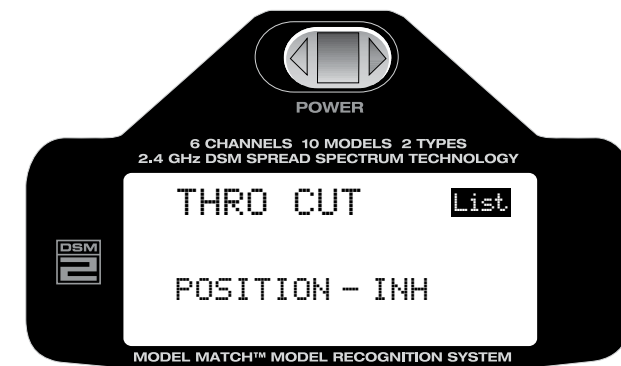 POWER
6 CHANNELS 10 MODELS 2 TYPES
2.4 GHz DSM SPREAD SPECTRUM TECHNOLOGY
THRO CUT List
DSM
2
POSITION – INH
MODEL MATCH™ MODEL RECOGNITION SYSTEM